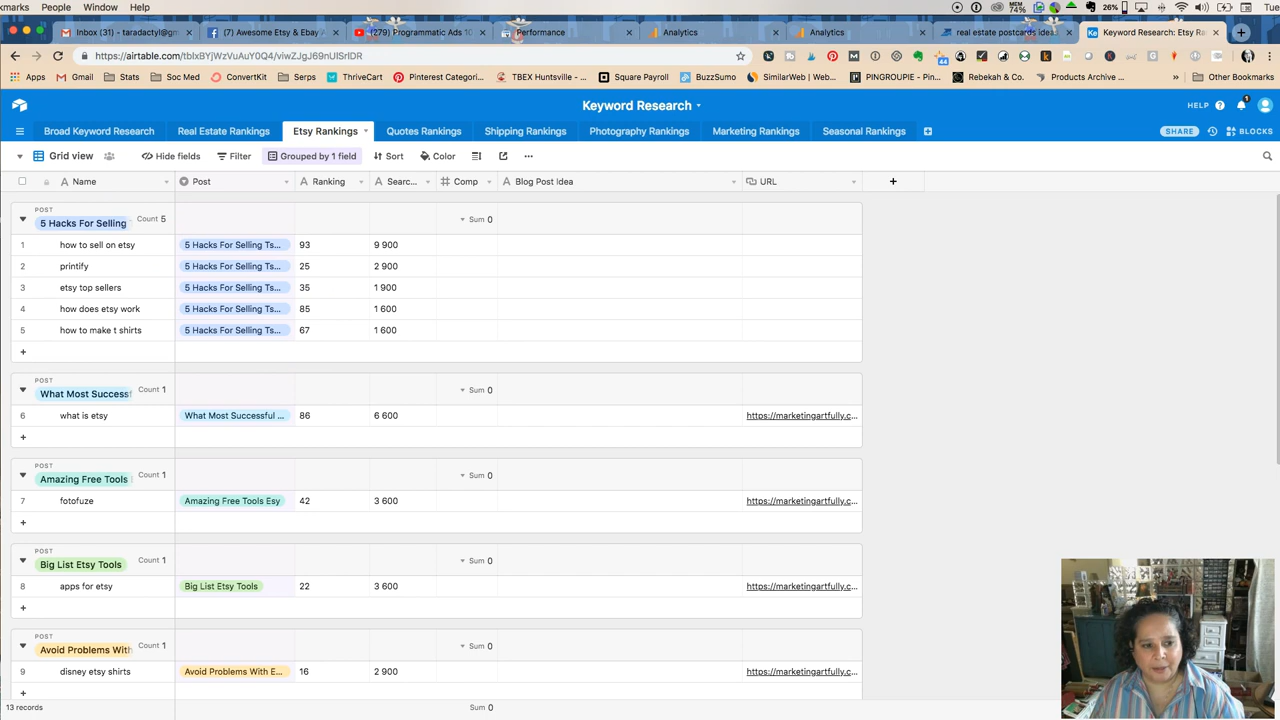 okmarks People Window Help 74% 26% Tue
Inbox (31) - taradactyl@gm (7) Awesome Etsy & Ebay (279) Programmatic Ads 10 Performance Analytics Analytics real estate postcards ideas Keyword Research: Etsy Ra
https://airtable.com/tblxBYjWzVuAuY0Q4/viwZJgJ69nUlSrIDR
Apps Gmail Stats Soc Med ConvertKit Serps ThriveCart Pinterest Categori... TBEX Huntsville - ... Square Payroll BuzzSumo SimilarWeb | Web... PINGROUPIE - Pin... Rebekah & Co. Products Archive ... » Other Bookmarks
Keyword Research HELP 1
Broad Keyword Research Real Estate Rankings Etsy Rankings Quotes Rankings Shipping Rankings Photography Rankings Marketing Rankings Seasonal Rankings SHARE BLOCKS
Grid view Hide fields Filter Grouped by 1 field Sort Color
Name Post Ranking Searc... Comp Blog Post Idea URL
POST
5 Hacks For Selling Count 5 Sum 0
1 how to sell on etsy 5 Hacks For Selling Ts... 93 9 900
2 printify 5 Hacks For Selling Ts... 25 2 900
3 etsy top sellers 5 Hacks For Selling Ts... 35 1 900
4 how does etsy work 5 Hacks For Selling Ts... 85 1 600
5 how to make t shirts 5 Hacks For Selling Ts... 67 1 600
POST
What Most Successf Count 1 Sum 0
6 what is etsy What Most Successful ... 86 6 600 https://marketingartfully.c...
POST
Amazing Free Tools Count 1 Sum 0
7 fotofuze Amazing Free Tools Esy 42 3 600 https://marketingartfully.c...
POST
Big List Etsy Tools Count 1 Sum 0
8 apps for etsy Big List Etsy Tools 22 3 600 https://marketingartfully.c...
POST
Avoid Problems With Count 1 Sum 0
9 disney etsy shirts Avoid Problems With E... 16 2 900 https://marketingartfully.c...
13 records Sum 0